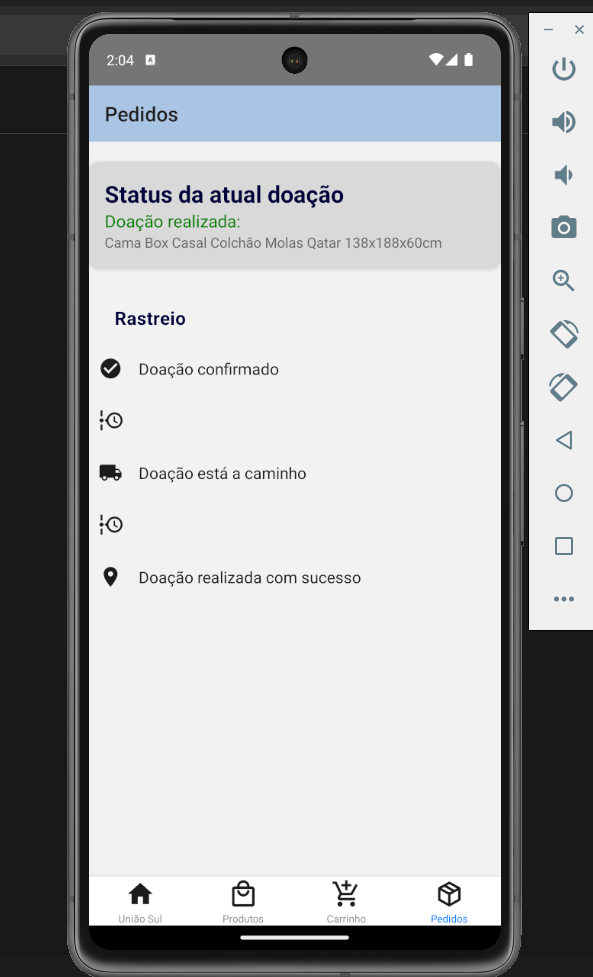 2:04 A
Pedidos
Status da atual doação
Doação realizada:
Cama Box Casal Colchão Molas Qatar 138x188x60cm
Rastreio
Doação confirmado
Doação está a caminho
Doação realizada com sucesso
União Sul Produtos Carrinho Pedidos